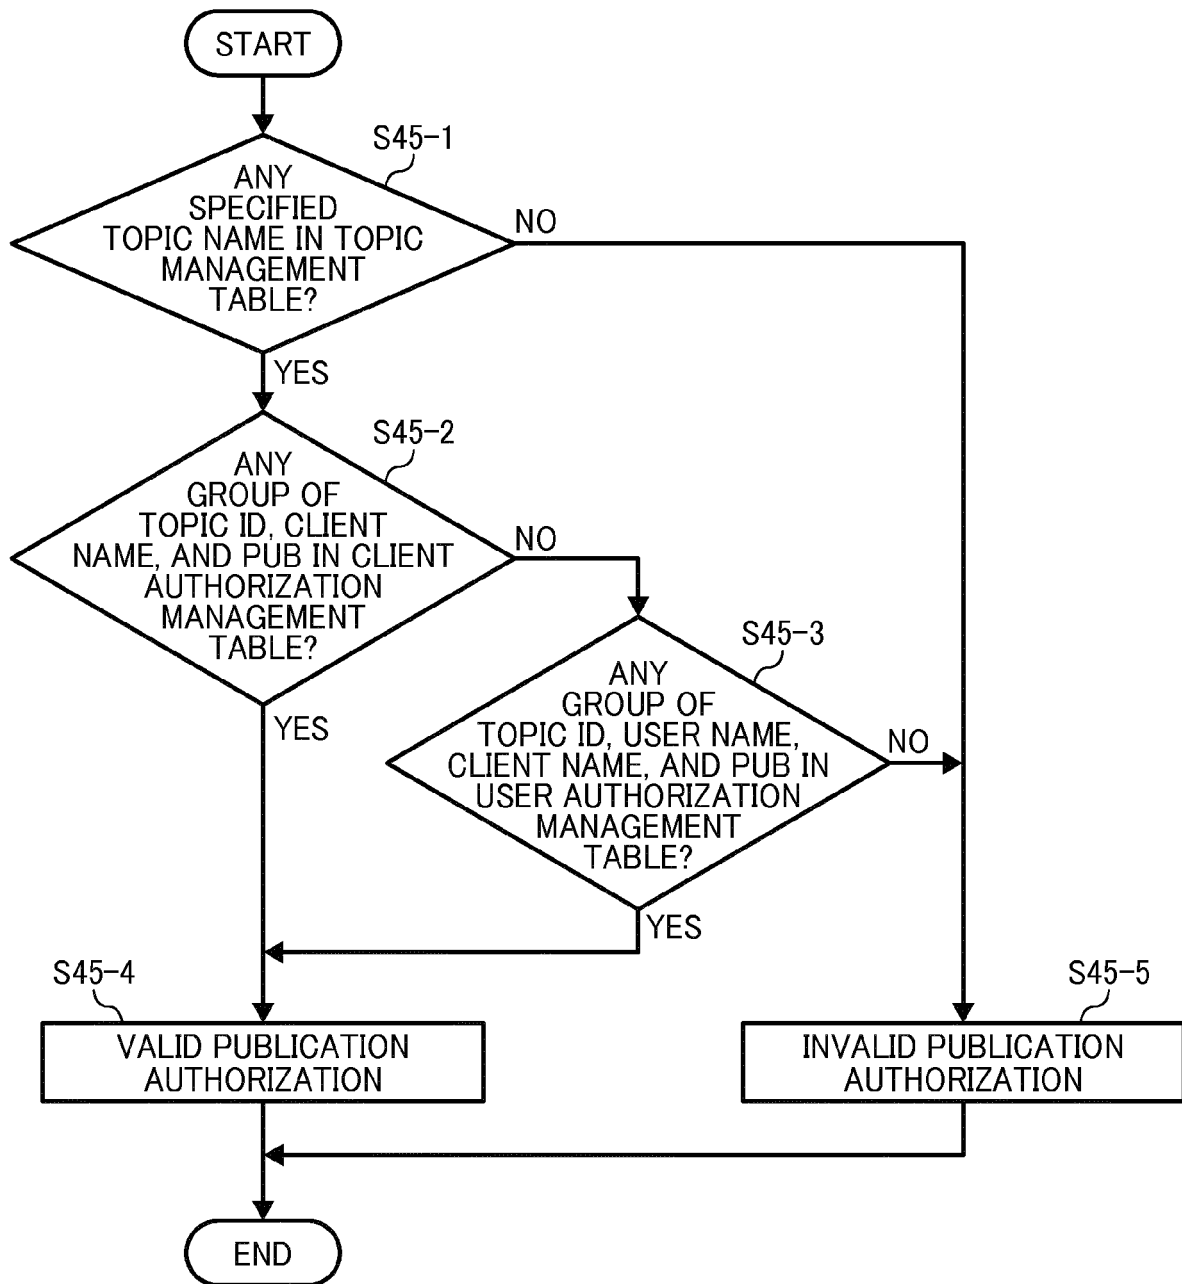 START
S45-1
ANY
SPECIFIED
TOPIC NAME IN TOPIC
MANAGEMENT
TABLE?
NO
YES
S45-2
ANY
GROUP OF
TOPIC ID, CLIENT
NAME, AND PUB IN CLIENT
AUTHORIZATION
MANAGEMENT
TABLE?
NO
YES
S45-3
ANY
GROUP OF
TOPIC ID, USER NAME,
CLIENT NAME, AND PUB IN
USER AUTHORIZATION
MANAGEMENT
TABLE?
NO
YES
S45-4
VALID PUBLICATION
AUTHORIZATION
S45-5
INVALID PUBLICATION
AUTHORIZATION
END